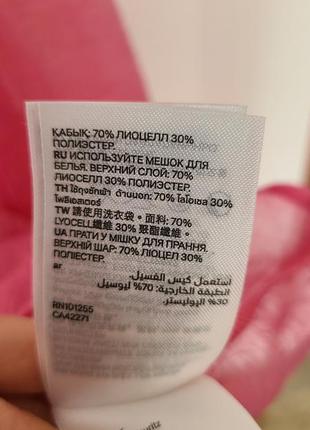 ҚАБЫҚ: 70% ЛИОЦЕЛЛ 30%
ПОЛИЭСТЕР.
RU ИСПОЛЬЗУЙТЕ МЕШОК ДЛЯ
БЕЛЬЯ. ВЕРХНИЙ СЛОЙ: 70%
ЛИОСЕЛЛ 30% ПОЛИЭСТЕР.
TH ใช้ถุงซักผ้า ด้านนอก: 70% ไลโอเซล 30%
โพลีเอสเตอร์
TW 請使用洗衣袋。面料: 70%
LYOCELL纖維 30% 聚酯纖維。
UA ПРАТИ У МІШКУ ДЛЯ ПРАННЯ.
ВЕРХНІЙ ШАР: 70% ЛІОЦЕЛ 30%
ПОЛІЕСТЕР.
ar
استعمل كيس الغسيل.
الطبقة الخارجية: 70% ليوسيل
30% البوليستر.
RN101255
CA42271